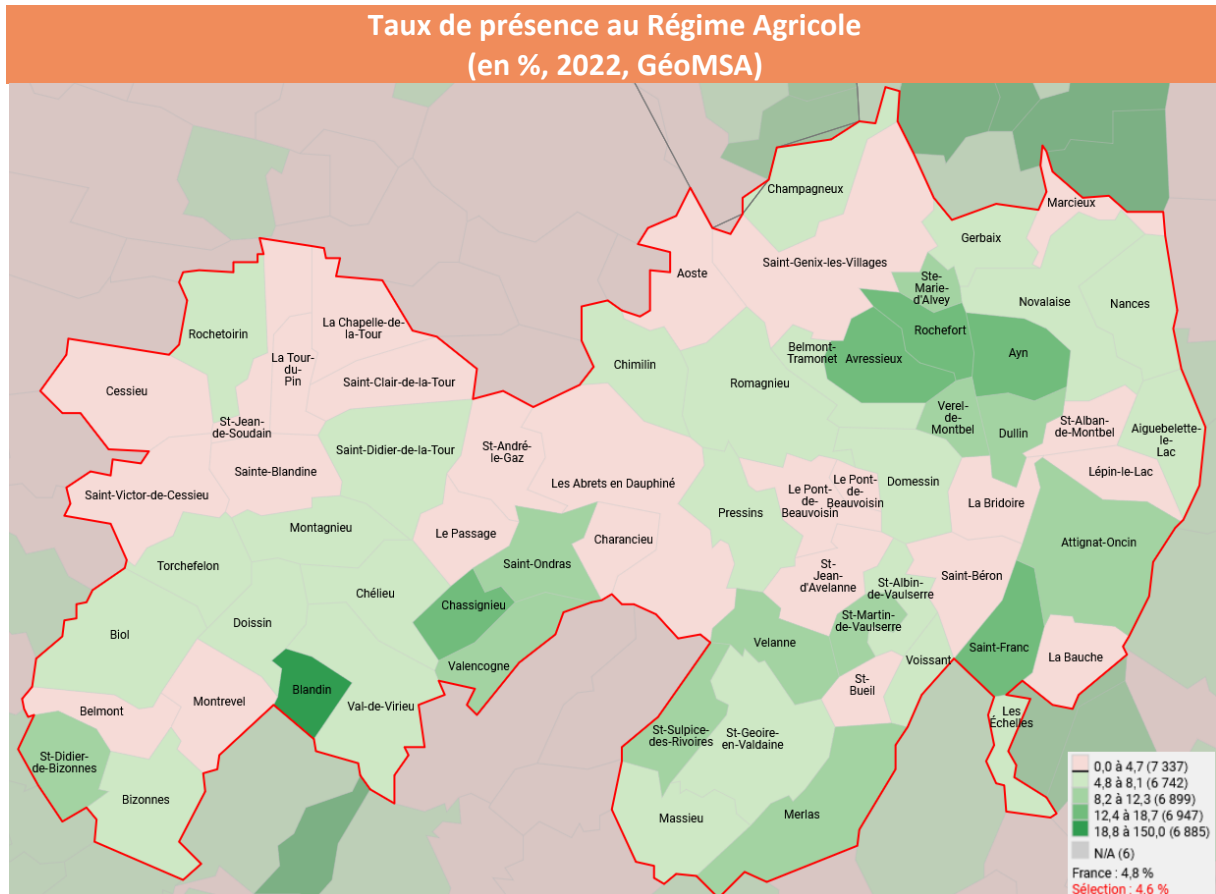 Taux de présence au Régime Agricole
(en %, 2022, GéoMSA)
Champagneux
Marcieux
Gerbaix
Saint-Genix-les-Villages
Aoste
Ste-
Marie-
d'Alvey
Novalaise
Nances
Rochetoirin
La Chapelle-de-
la-Tour
Rochefort
La Tour-
du-
Pin
Chimilin
Belmont-
Tramonet
Avressieux
Ayn
Cessieu
Saint-Clair-de-la-Tour
Romagnieu
St-Jean-
de-Soudain
Verel-
de-
Montbel
Dullin
St-Alban-
de-Montbel
Aiguebelette-
le-
Lac
Saint-Didier-de-la-Tour
St-André-
le-Gaz
Sainte-Blandine
Lépin-le-Lac
Saint-Victor-de-Cessieu
Les Abrets en Dauphiné
Le Pont-
de-
Beauvoisin
Le Pont-
de-
Beauvoisin
Domessin
La Bridoire
Pressins
Montagnieu
Le Passage
Charancieu
Attignat-Oncin
Torchefelon
Saint-Ondras
St-
Jean-
d'Avelanne
St-Albin-
de-Vaulserre
Saint-Béron
Chélieu
Chassignieu
St-Martin-
de-Vaulserre
Biol
Doissin
Velanne
Saint-Franc
La Bauche
Valencogne
Voissant
St-
Bueil
Montrevel
Blandin
Val-de-Virieu
Belmont
Les
Échelles
St-Sulpice-
des-Rivoires
St-Geoire-
en-Valdaine
St-Didier-
de-Bizonnes
Bizonnes
Massieu
Merlas
0,0 à 4,7 (7 337)
4,8 à 8,1 (6 742)
8,2 à 12,3 (6 899)
12,4 à 18,7 (6 947)
18,8 à 150,0 (6 885)
N/A (6)
France : 4,8 %
Sélection : 4.6 %